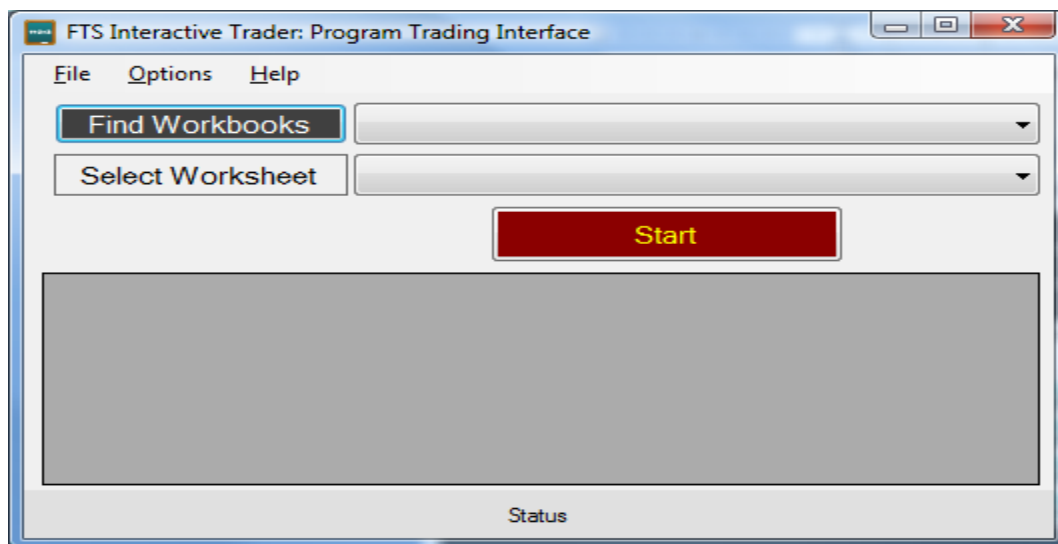 FTS Interactive Trader: Program Trading Interface
File Options Help
Find Workbooks
Select Worksheet
Start
Status